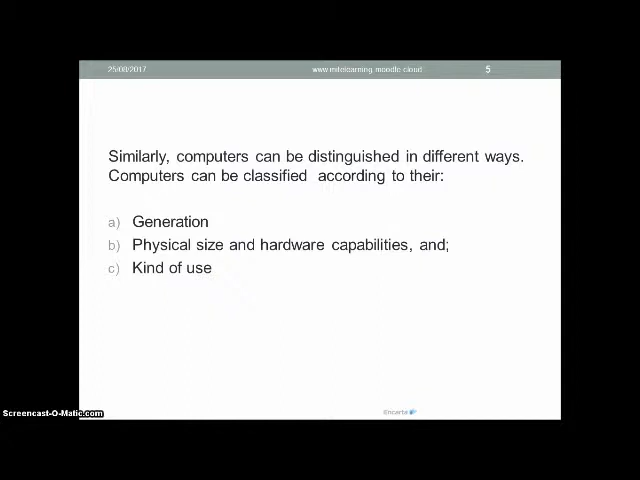 25/08/2017 www.mitelearning.moodle.cloud 5
Similarly, computers can be distinguished in different ways.
Computers can be classified according to their:
a) Generation
b) Physical size and hardware capabilities, and;
c) Kind of use
Encarta
Screencast-O-Matic.com